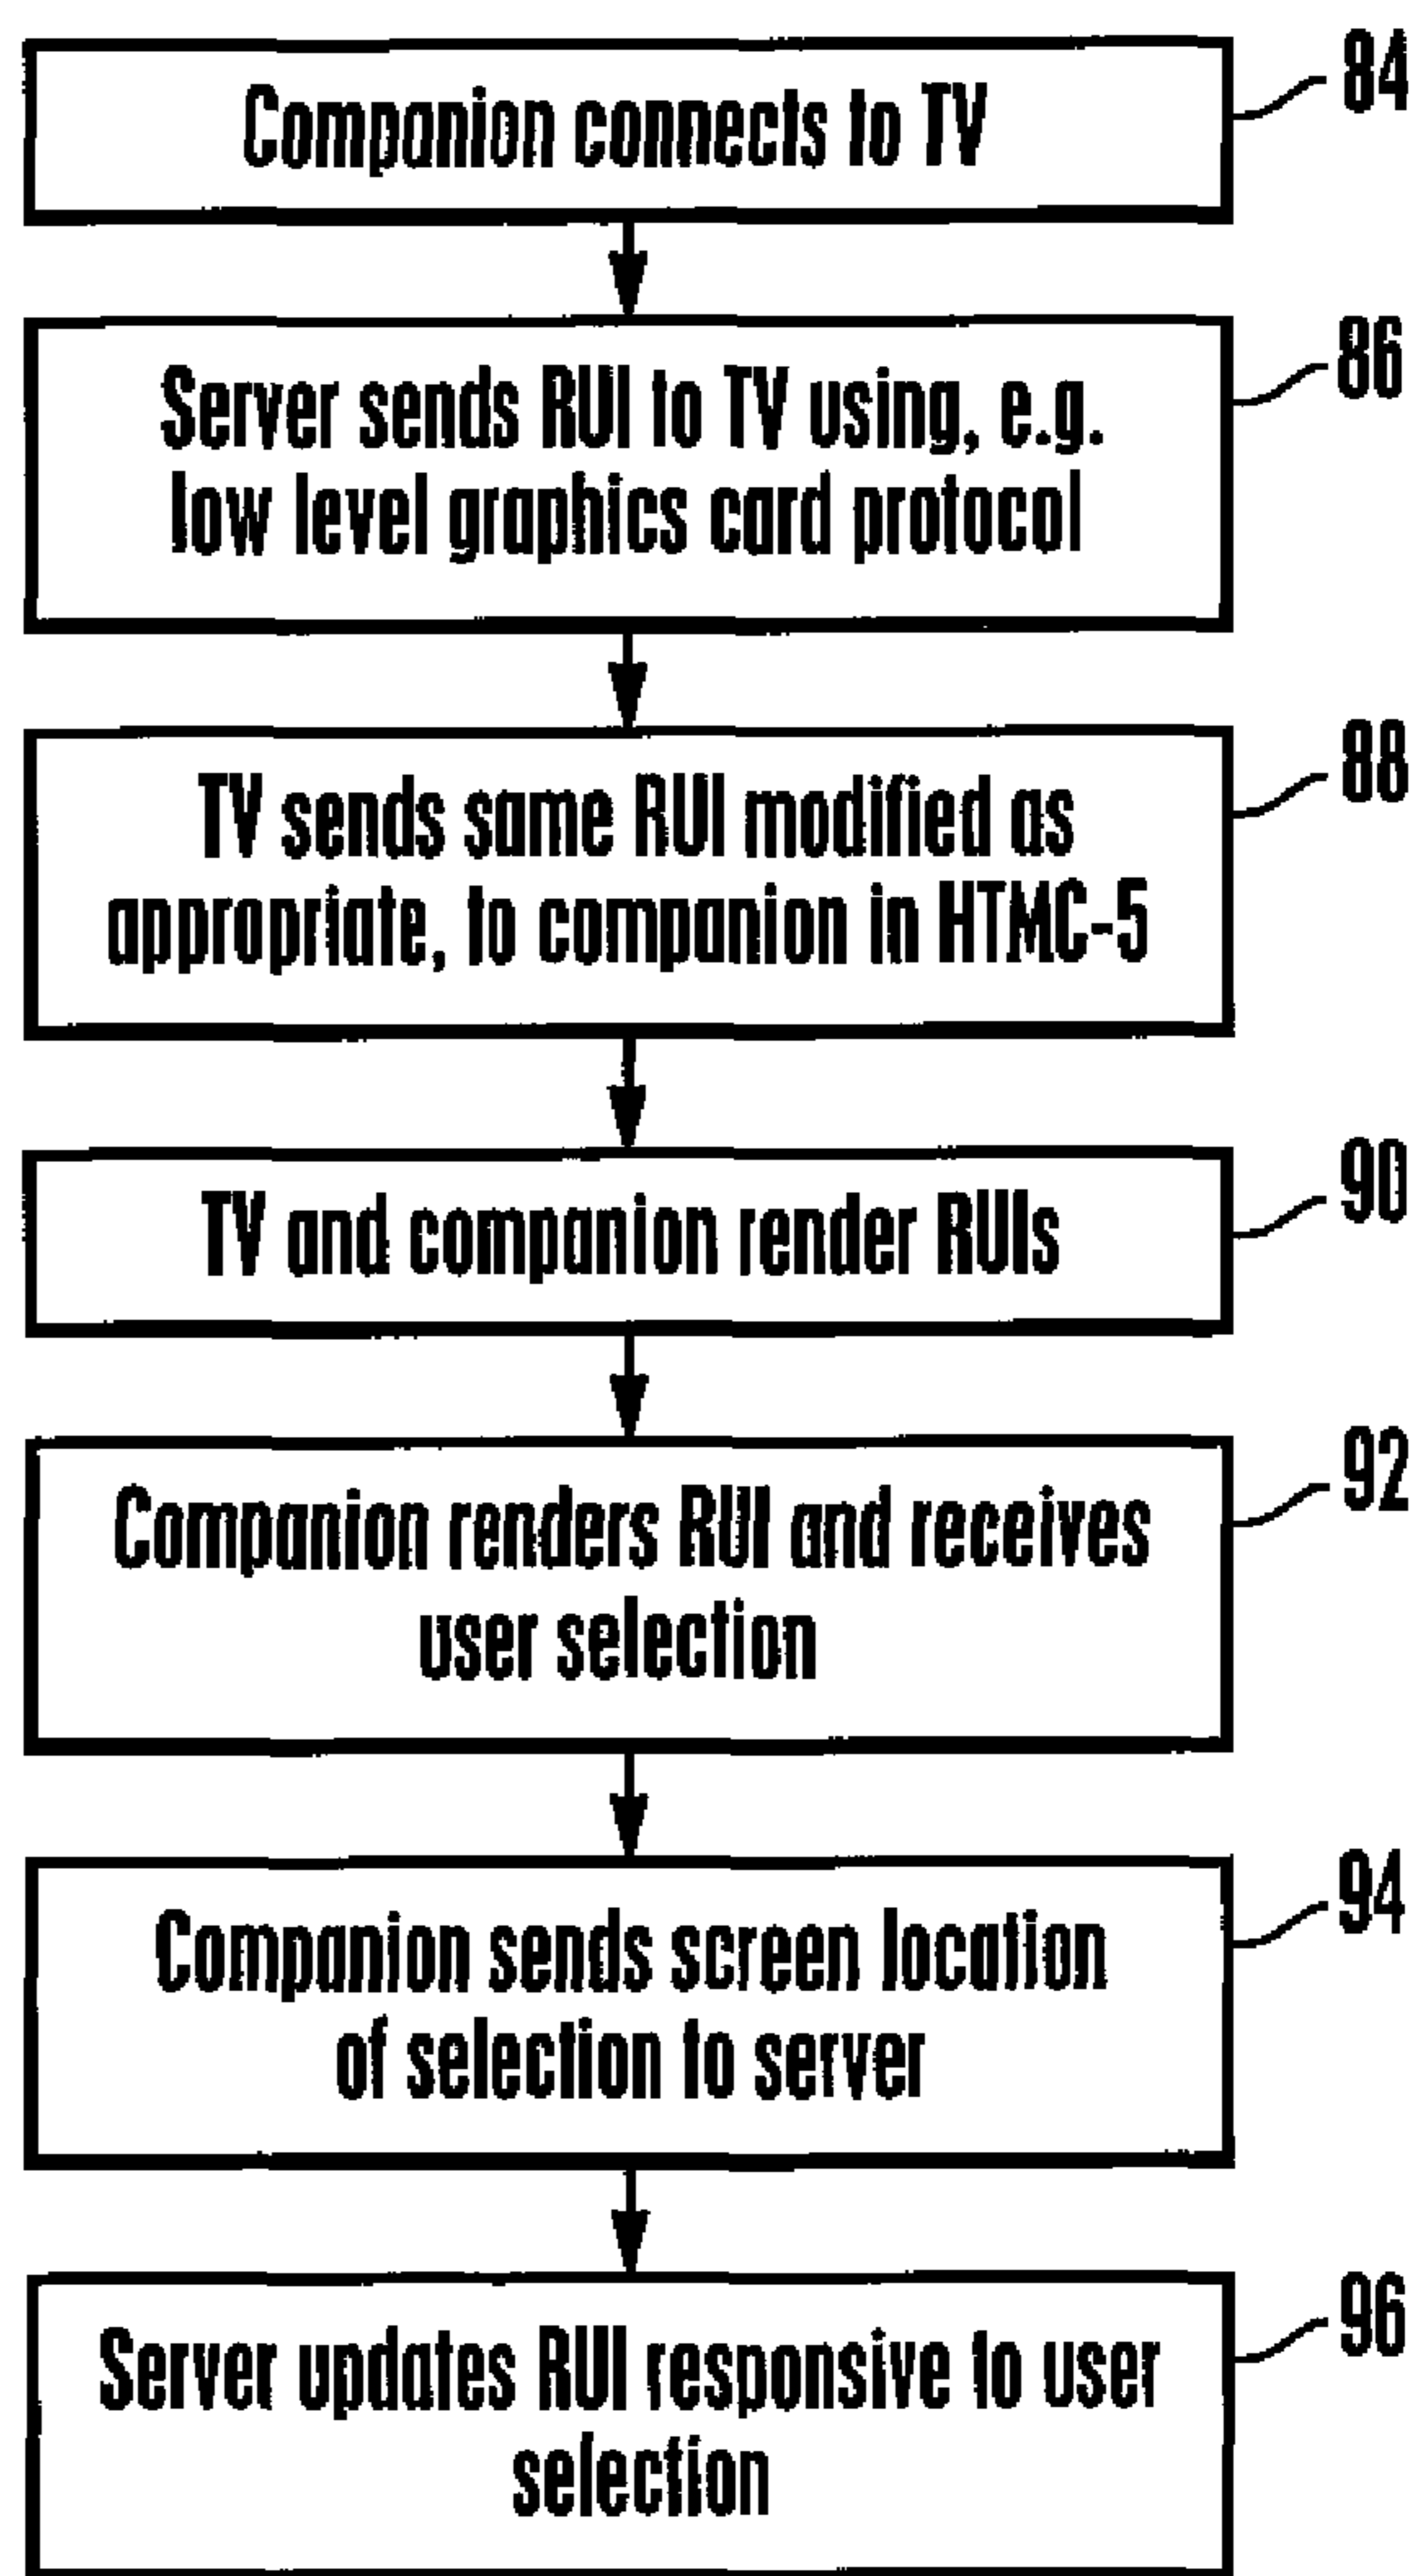 Companion connects to TV
84
Server sends RUI to TV using, e.g.
low level graphics card protocol
86
TV sends same RUI modified as
appropriate, to companion in HTMC-5
88
TV and companion render RUIs
90
Companion renders RUI and receives
user selection
92
Companion sends screen location
of selection to server
94
Server updates RUI responsive to user
selection
96